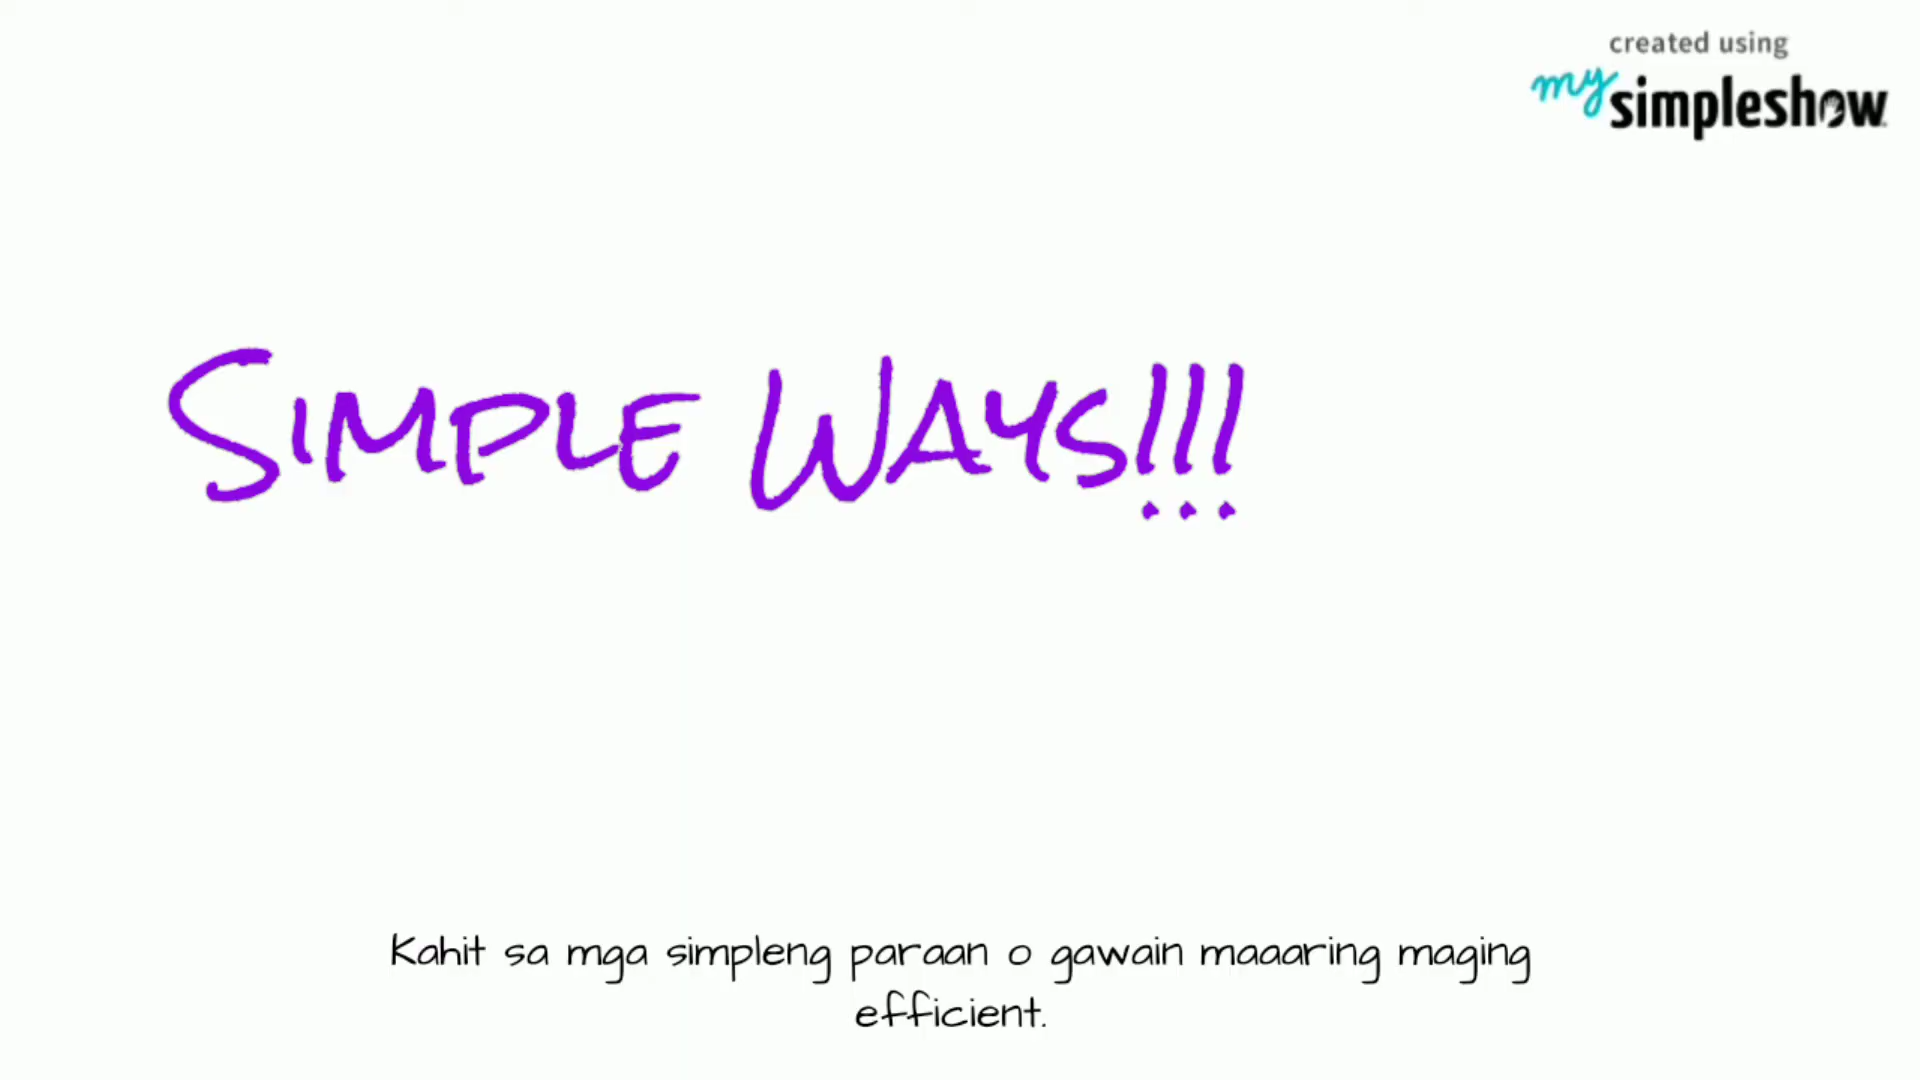 created using
my simpleshow
Simple Ways!!!
Kahit sa mga simpleng paraan o gawain maaaring maging
efficient.